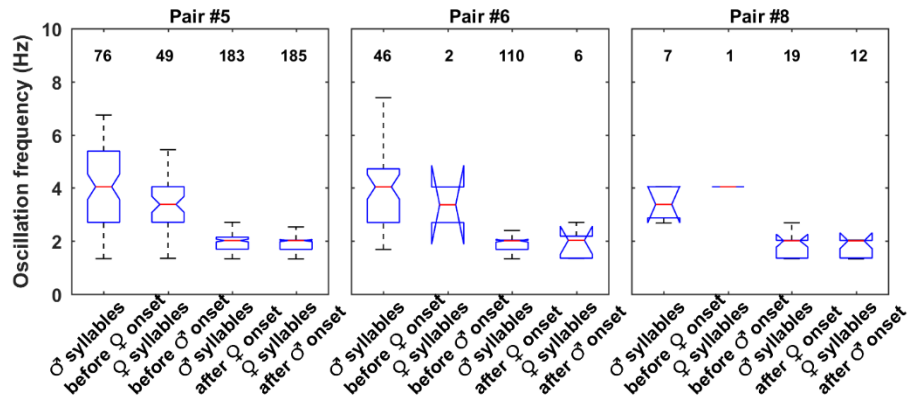 Pair #5
Pair #6
Pair #8
Oscillation frequency (Hz)
10
8
6
4
2
0
76 49 183 185
46 2 110 6
7 1 19 12
♂ syllables
before ♀ onset
♀ syllables
before ♂ onset
♂ syllables
after ♀ onset
♀ syllables
after ♂ onset
♂ syllables
before ♀ onset
♀ syllables
before ♂ onset
♂ syllables
after ♀ onset
♀ syllables
after ♂ onset
♂ syllables
before ♀ onset
♀ syllables
before ♂ onset
♂ syllables
after ♀ onset
♀ syllables
after ♂ onset